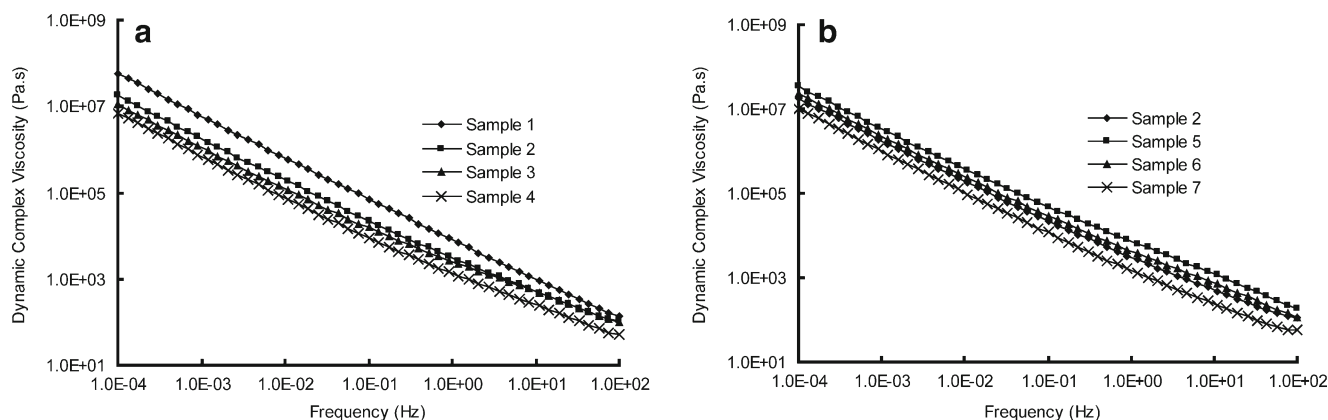 a
Dynamic Complex Viscosity (Pa.s)
1.0E+09
1.0E+07
1.0E+05
1.0E+03
1.0E+01
Sample 1
Sample 2
Sample 3
Sample 4
1.0E-04 1.0E-03 1.0E-02 1.0E-01 1.0E+00 1.0E+01 1.0E+02
Frequency (Hz)
b
Dynamic Complex Viscosity (Pa.s)
1.0E+09
1.0E+07
1.0E+05
1.0E+03
1.0E+01
Sample 2
Sample 5
Sample 6
Sample 7
1.0E-04 1.0E-03 1.0E-02 1.0E-01 1.0E+00 1.0E+01 1.0E+02
Frequency (Hz)